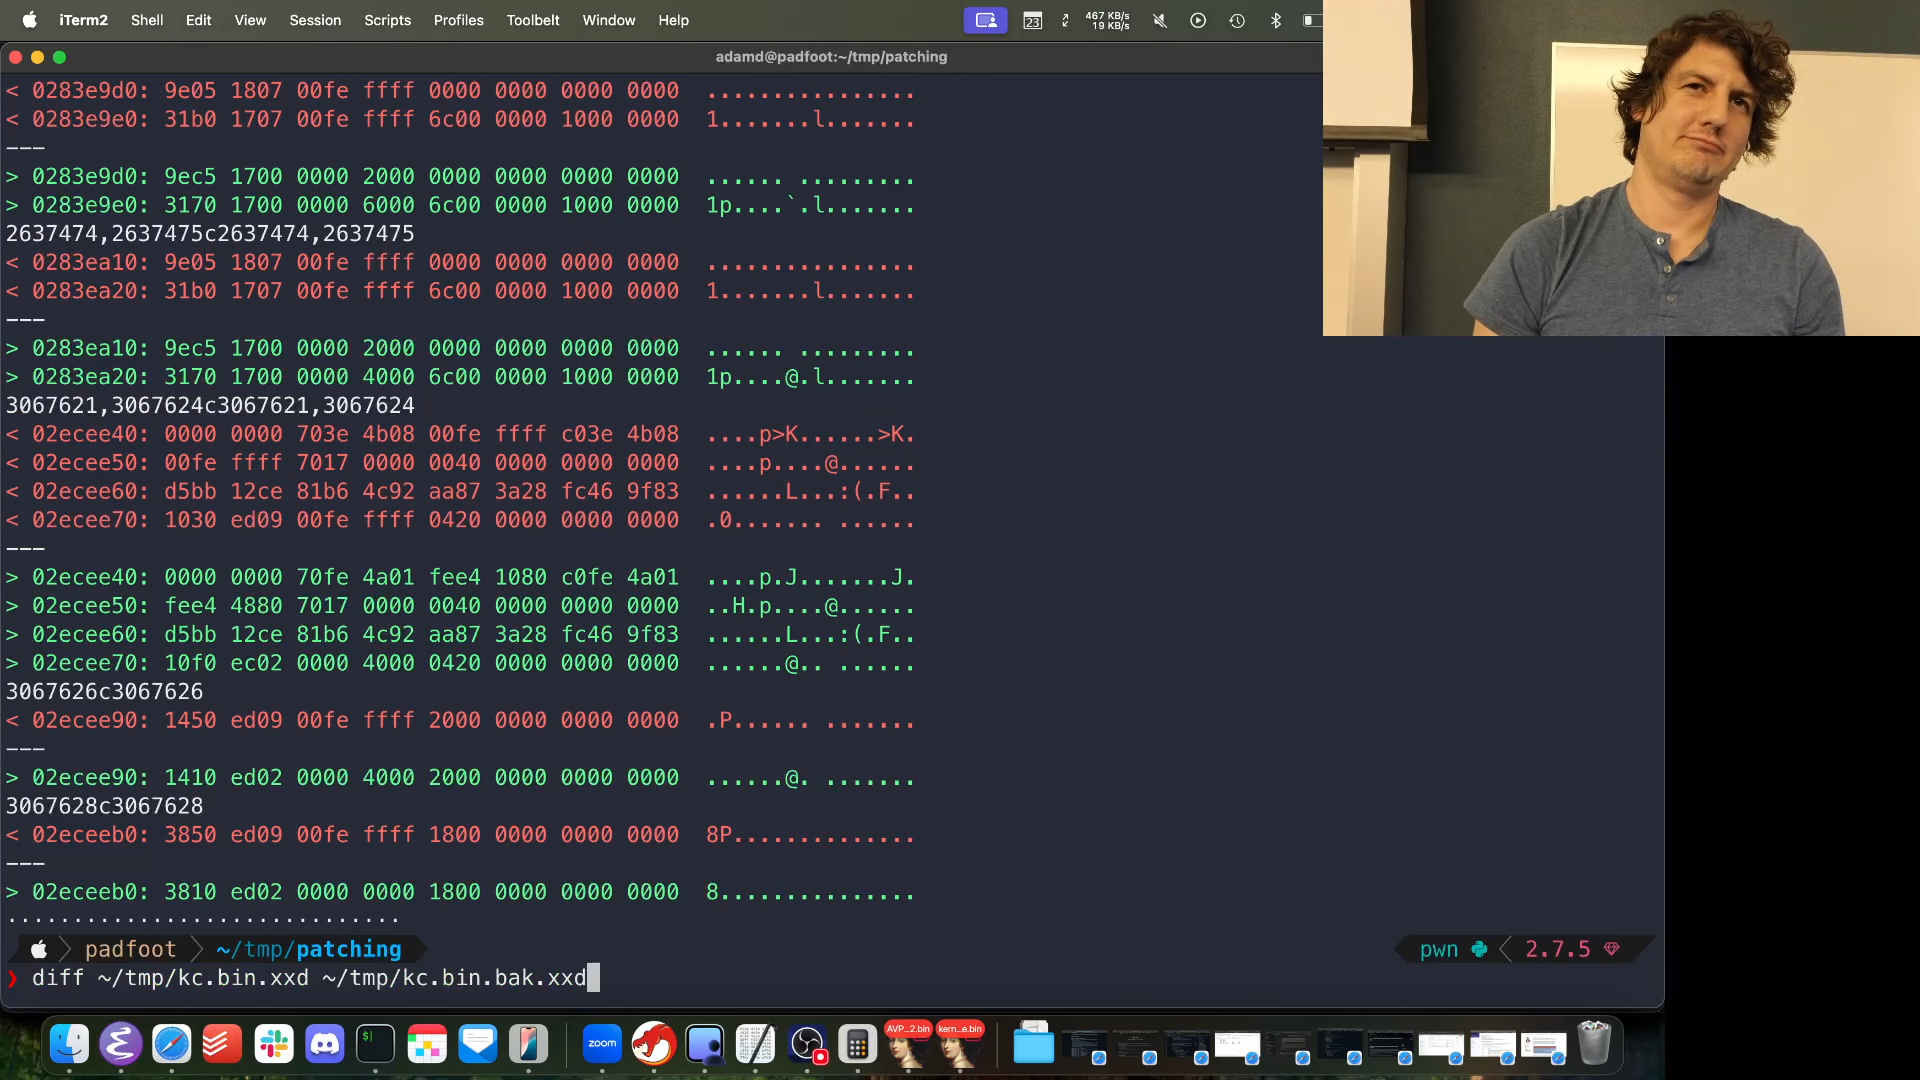 iTerm2 Shell Edit View Session Scripts Profiles Toolbelt Window Help 23 467 KB/s 19 KB/s
adamd@padfoot:~/tmp/patching
< 0283e9d0: 9e05 1807 00fe ffff 0000 0000 0000 0000  ................
< 0283e9e0: 31b0 1707 00fe ffff 6c00 0000 1000 0000  1.......l.......
---
> 0283e9d0: 9ec5 1700 0000 2000 0000 0000 0000 0000  ...... .........
> 0283e9e0: 3170 1700 0000 6000 6c00 0000 1000 0000  1p....`.l.......
2637474,2637475c2637474,2637475
< 0283ea10: 9e05 1807 00fe ffff 0000 0000 0000 0000  ................
< 0283ea20: 31b0 1707 00fe ffff 6c00 0000 1000 0000  1.......l.......
---
> 0283ea10: 9ec5 1700 0000 2000 0000 0000 0000 0000  ...... .........
> 0283ea20: 3170 1700 0000 4000 6c00 0000 1000 0000  1p....@.l.......
3067621,3067624c3067621,3067624
< 02ecee40: 0000 0000 703e 4b08 00fe ffff c03e 4b08  ....p>K......>K.
< 02ecee50: 00fe ffff 7017 0000 0040 0000 0000 0000  ....p....@......
< 02ecee60: d5bb 12ce 81b6 4c92 aa87 3a28 fc46 9f83  ......L...:(.F..
< 02ecee70: 1030 ed09 00fe ffff 0420 0000 0000 0000  .0....... ......
---
> 02ecee40: 0000 0000 70fe 4a01 fee4 1080 c0fe 4a01  ....p.J.......J.
> 02ecee50: fee4 4880 7017 0000 0040 0000 0000 0000  ..H.p....@......
> 02ecee60: d5bb 12ce 81b6 4c92 aa87 3a28 fc46 9f83  ......L...:(.F..
> 02ecee70: 10f0 ec02 0000 4000 0420 0000 0000 0000  ......@.. ......
3067626c3067626
< 02ecee90: 1450 ed09 00fe ffff 2000 0000 0000 0000  .P...... .......
---
> 02ecee90: 1410 ed02 0000 4000 2000 0000 0000 0000  ......@. .......
3067628c3067628
< 02eceeb0: 3850 ed09 00fe ffff 1800 0000 0000 0000  8P..............
---
> 02eceeb0: 3810 ed02 0000 0000 1800 0000 0000 0000  8...............
..............................
padfoot ~/tmp/patching pwn 2.7.5
❯ diff ~/tmp/kc.bin.xxd ~/tmp/kc.bin.bak.xxd
zoom AVP...2.bin kern...e.bin